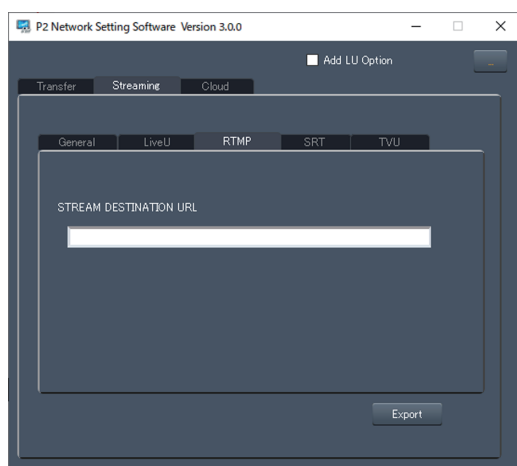 P2 Network Setting Software Version 3.0.0
Add LU Option
Transfer Streaming Cloud
General LiveU RTMP SRT TVU
STREAM DESTINATION URL
Export